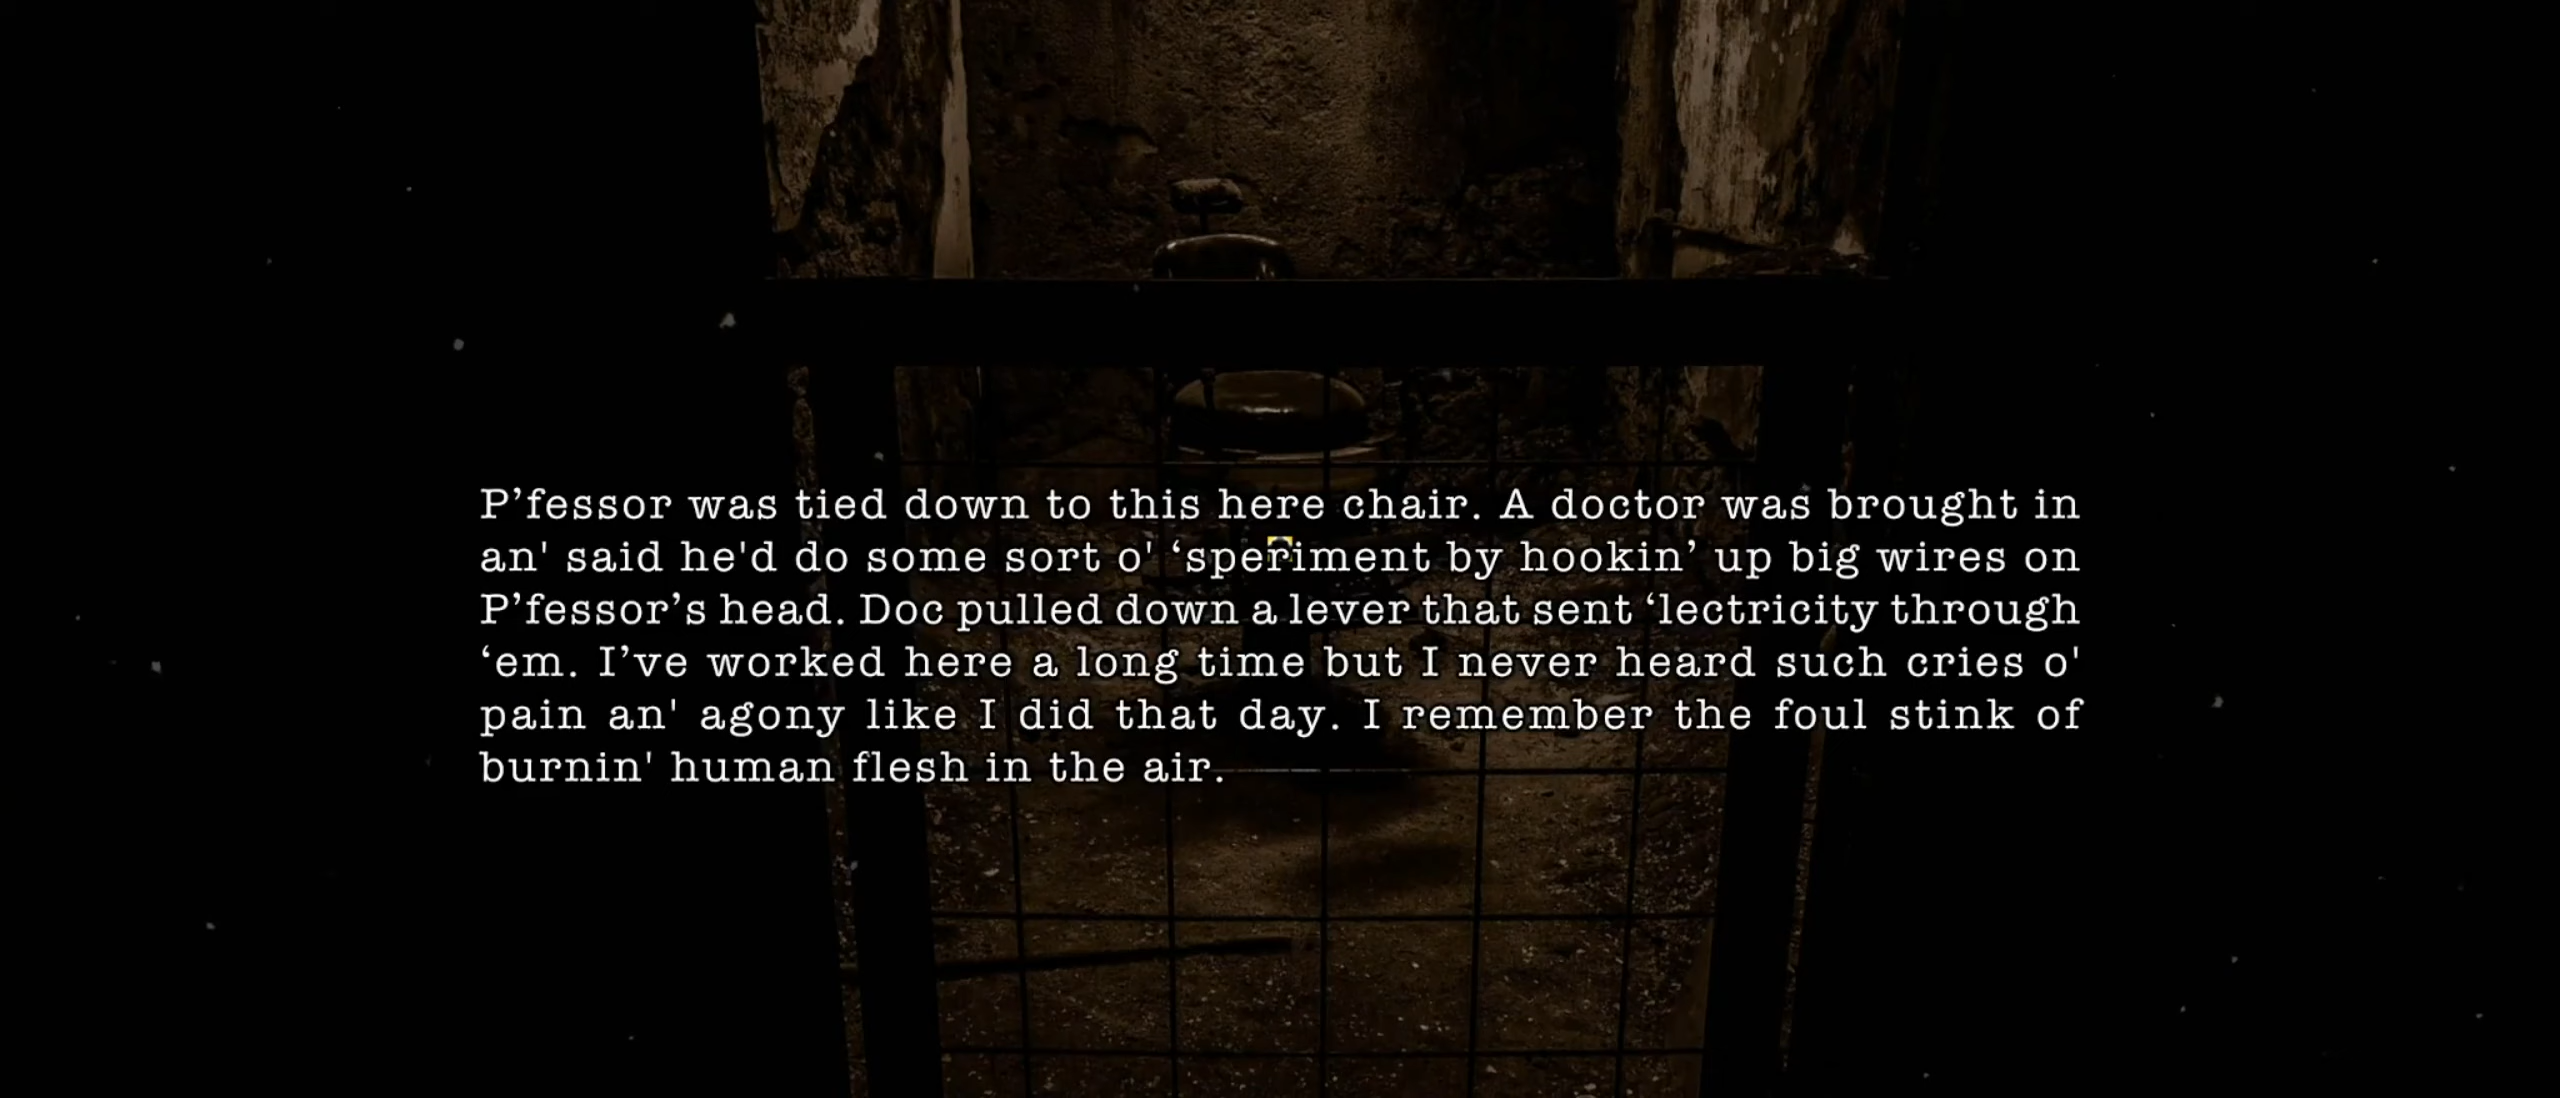 P’fessor was tied down to this here chair. A doctor was brought in
an' said he'd do some sort o' ‘speriment by hookin’ up big wires on
P’fessor’s head. Doc pulled down a lever that sent ‘lectricity through
‘em. I’ve worked here a long time but I never heard such cries o'
pain an' agony like I did that day. I remember the foul stink of
burnin' human flesh in the air.